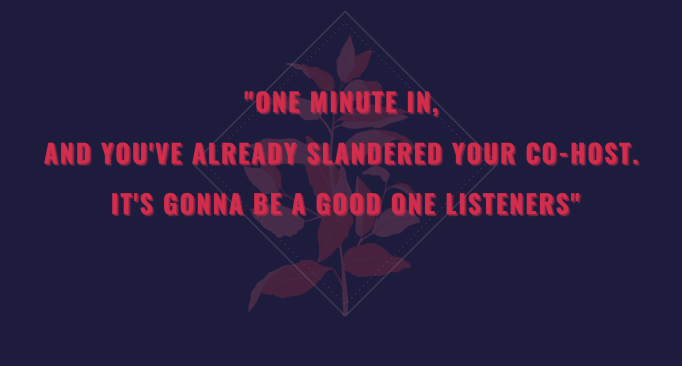 "ONE MINUTE IN,
AND YOU'VE ALREADY SLANDERED YOUR CO-HOST.
IT'S GONNA BE A GOOD ONE LISTENERS"